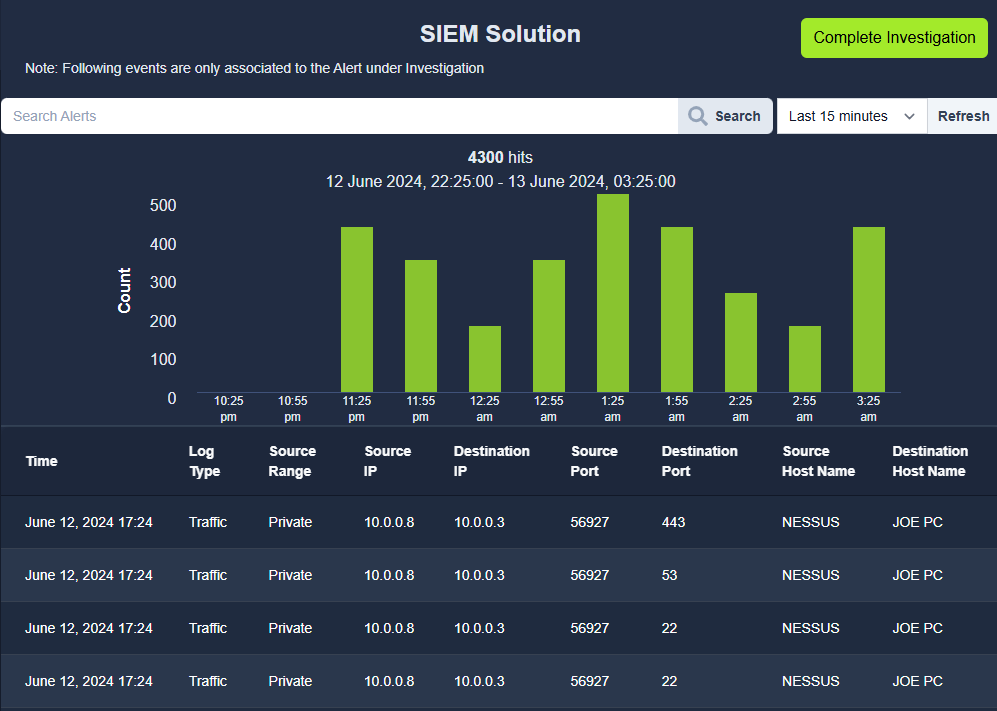 SIEM Solution
Complete Investigation
Note: Following events are only associated to the Alert under Investigation
Search Alerts
Search
Last 15 minutes
Refresh
4300 hits
12 June 2024, 22:25:00 - 13 June 2024, 03:25:00
500
400
300
200
100
0
Count
10:25 pm
10:55 pm
11:25 pm
11:55 pm
12:25 am
12:55 am
1:25 am
1:55 am
2:25 am
2:55 am
3:25 am
Time Log Type Source Range Source IP Destination IP Source Port Destination Port Source Host Name Destination Host Name
June 12, 2024 17:24 Traffic Private 10.0.0.8 10.0.0.3 56927 443 NESSUS JOE PC
June 12, 2024 17:24 Traffic Private 10.0.0.8 10.0.0.3 56927 53 NESSUS JOE PC
June 12, 2024 17:24 Traffic Private 10.0.0.8 10.0.0.3 56927 22 NESSUS JOE PC
June 12, 2024 17:24 Traffic Private 10.0.0.8 10.0.0.3 56927 22 NESSUS JOE PC